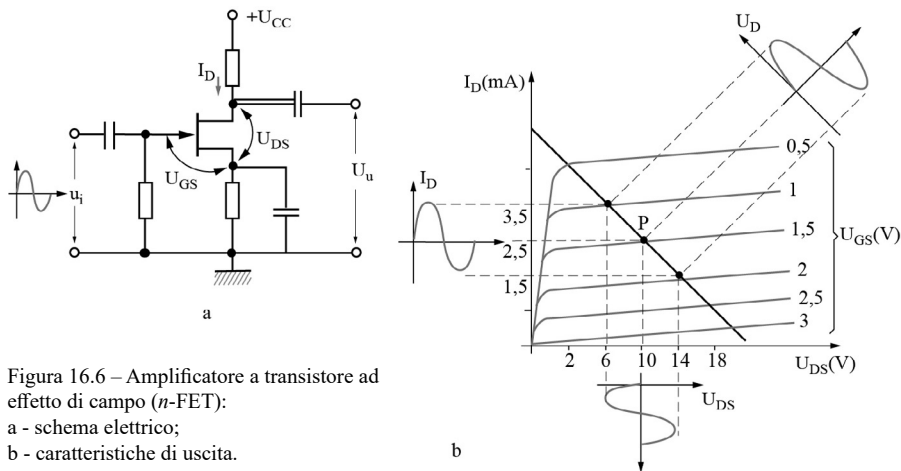 +U_CC
I_D
U_DS
U_GS
u_i
U_u
a
I_D
I_D(mA)
U_D
0,5
1
1,5
2
2,5
3
U_GS(V)
3,5
2,5
1,5
P
2 6 10 14 18
U_DS(V)
U_DS
b
Figura 16.6 – Amplificatore a transistore ad
effetto di campo (n-FET):
a - schema elettrico;
b - caratteristiche di uscita.